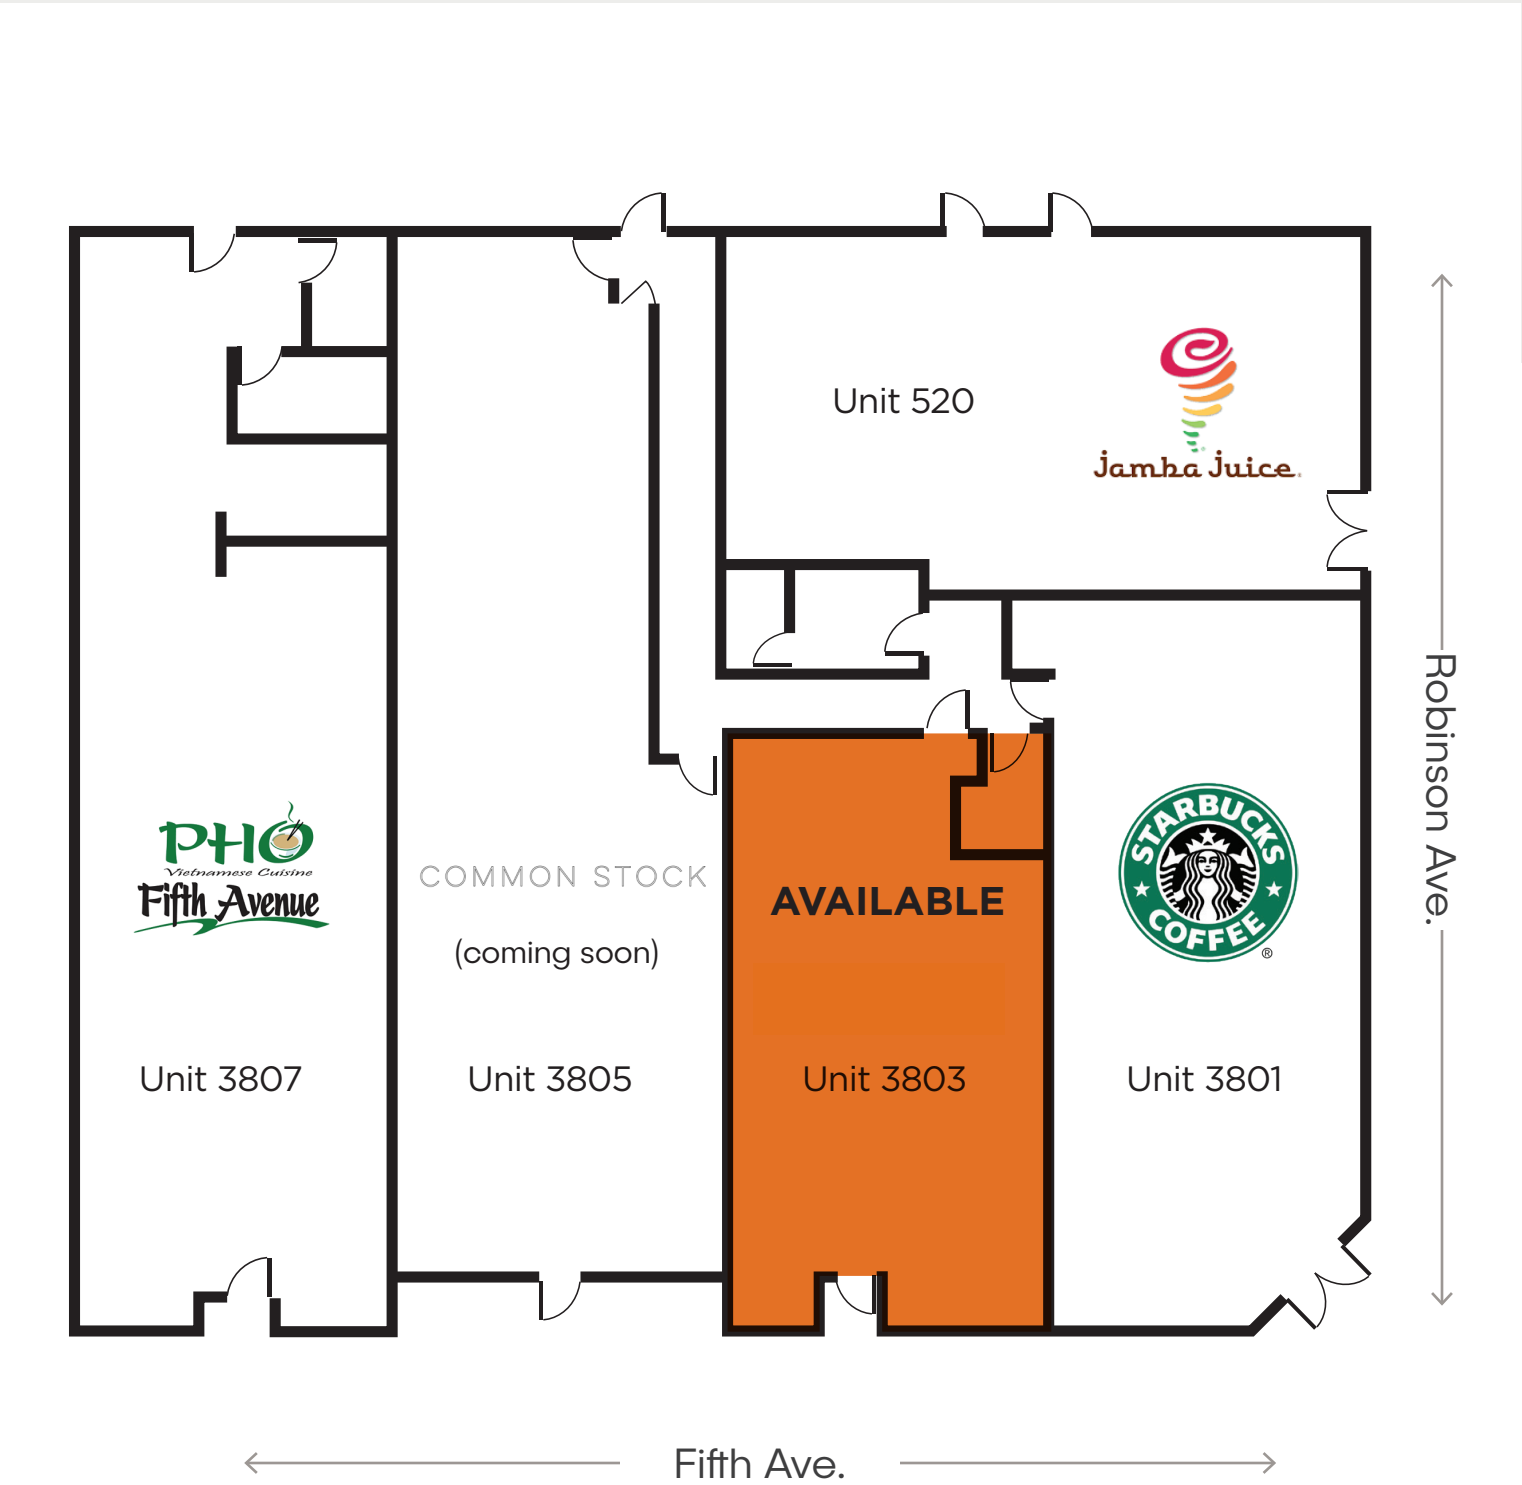 Unit 520
jamba juice
Robinson Ave.
PHO
Vietnamese Cuisine
Fifth Avenue
COMMON STOCK
(coming soon)
AVAILABLE
STARBUCKS
COFFEE
®
Unit 3807
Unit 3805
Unit 3803
Unit 3801
Fifth Ave.